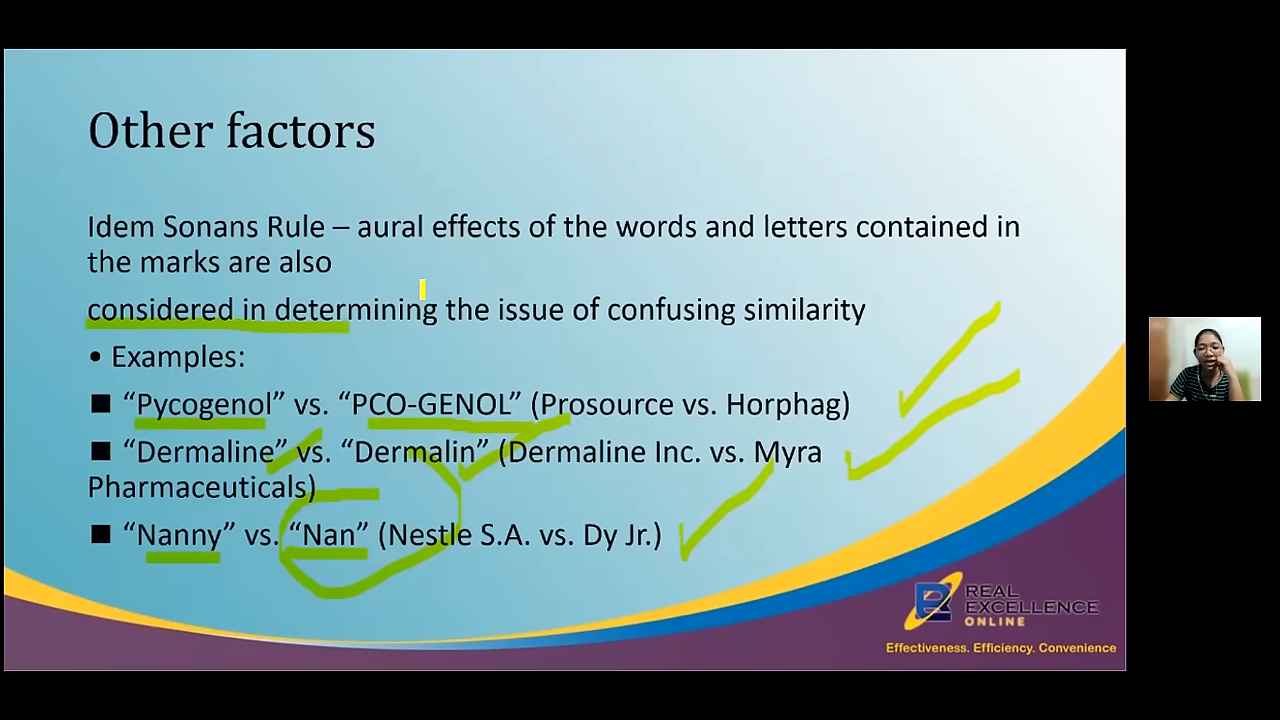 Other factors
Idem Sonans Rule – aural effects of the words and letters contained in
the marks are also
considered in determining the issue of confusing similarity
• Examples:
■ “Pycogenol” vs. “PCO-GENOL” (Prosource vs. Horphag)
■ “Dermaline” vs. “Dermalin” (Dermaline Inc. vs. Myra
Pharmaceuticals)
■ “Nanny” vs. “Nan” (Nestle S.A. vs. Dy Jr.)
REAL
EXCELLENCE
ONLINE
Effectiveness. Efficiency. Convenience